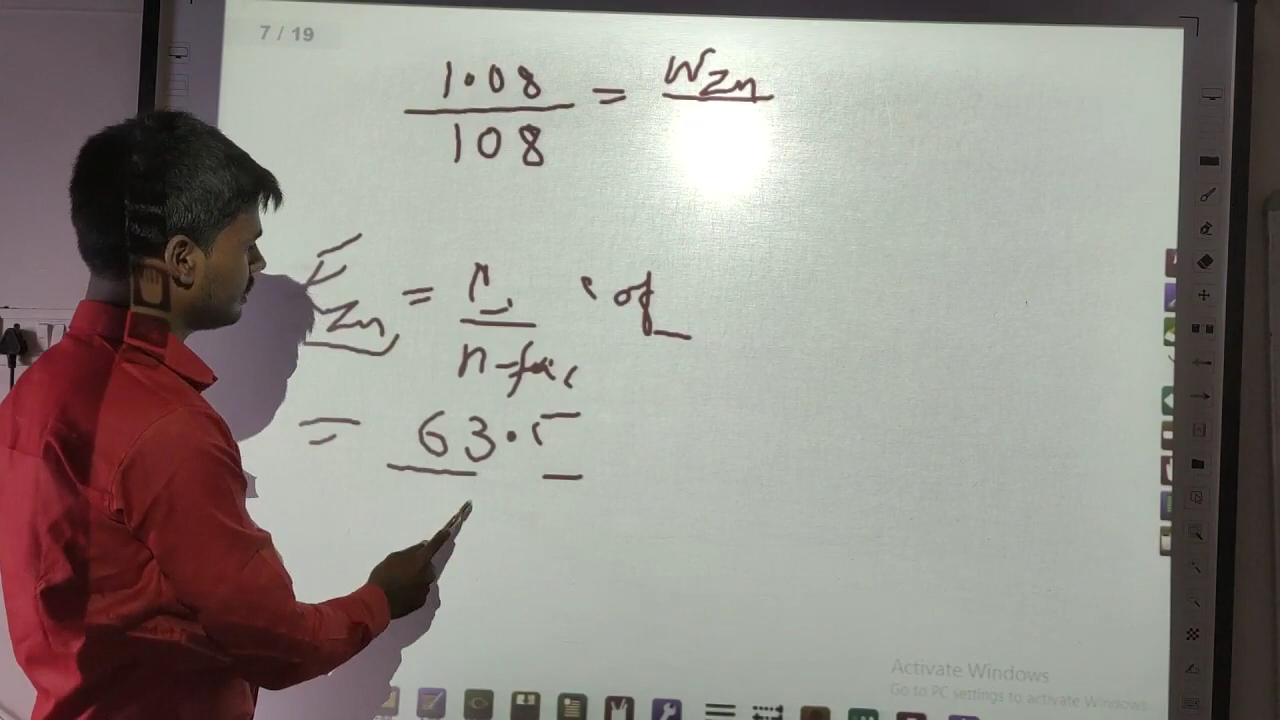 7 / 19
1.08 = WZn
108
EZn = of
n-fac
= 63.5
Activate Windows
Go to PC settings to activate Windows.